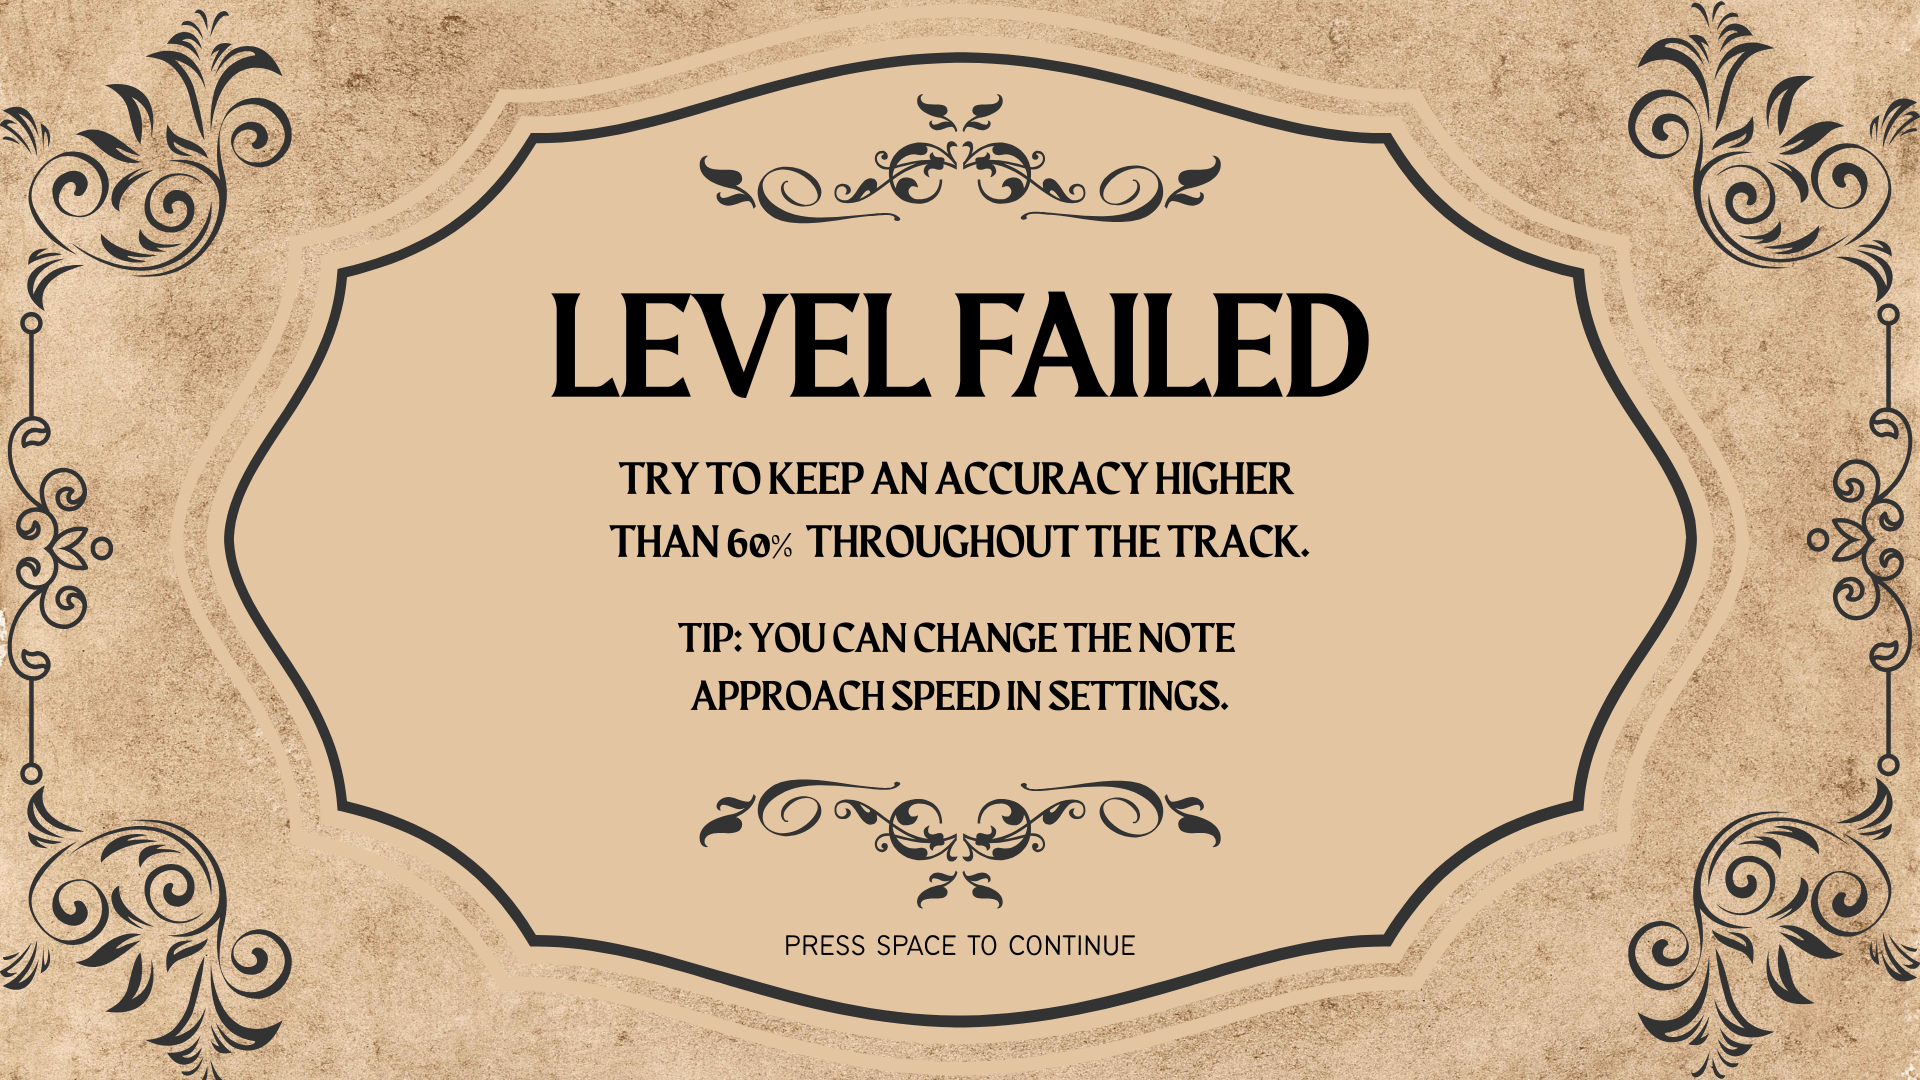 LEVEL FAILED
TRY TO KEEP AN ACCURACY HIGHER
THAN 60% THROUGHOUT THE TRACK.
TIP: YOU CAN CHANGE THE NOTE
APPROACH SPEED IN SETTINGS.
PRESS SPACE TO CONTINUE